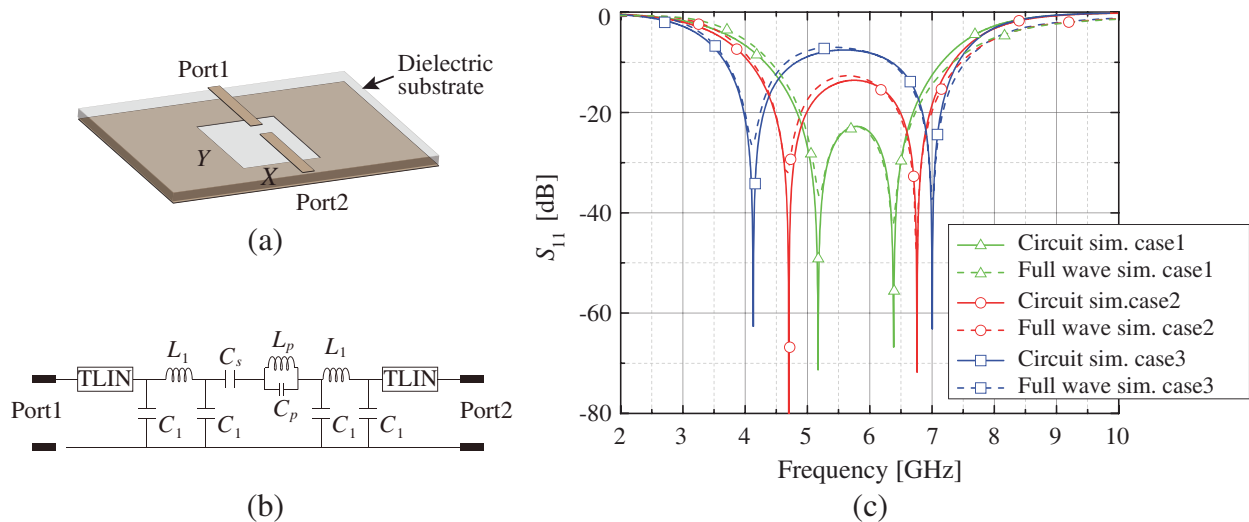 (a)
Port1
Dielectric
substrate
Y
X
Port2
(b)
L1
Cs
Lp
L1
TLIN
TLIN
Port1
C1
C1
Cp
C1
C1
Port2
(c)
S11 [dB]
0
-20
-40
-60
-80
2
3
4
5
6
7
8
9
10
Frequency [GHz]
Circuit sim. case1
Full wave sim. case1
Circuit sim.case2
Full wave sim. case2
Circuit sim. case3
Full wave sim. case3